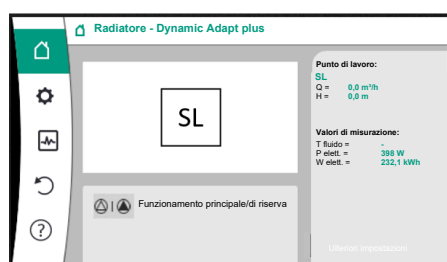 Radiatore - Dynamic Adapt plus
SL
Funzionamento principale/di riserva
Punto di lavoro:
SL
Q = 0,0 m³/h
H = 0,0 m
Valori di misurazione:
T fluido = -
P elett. = 398 W
W elett. = 232,1 kWh
Ulteriori impostazioni